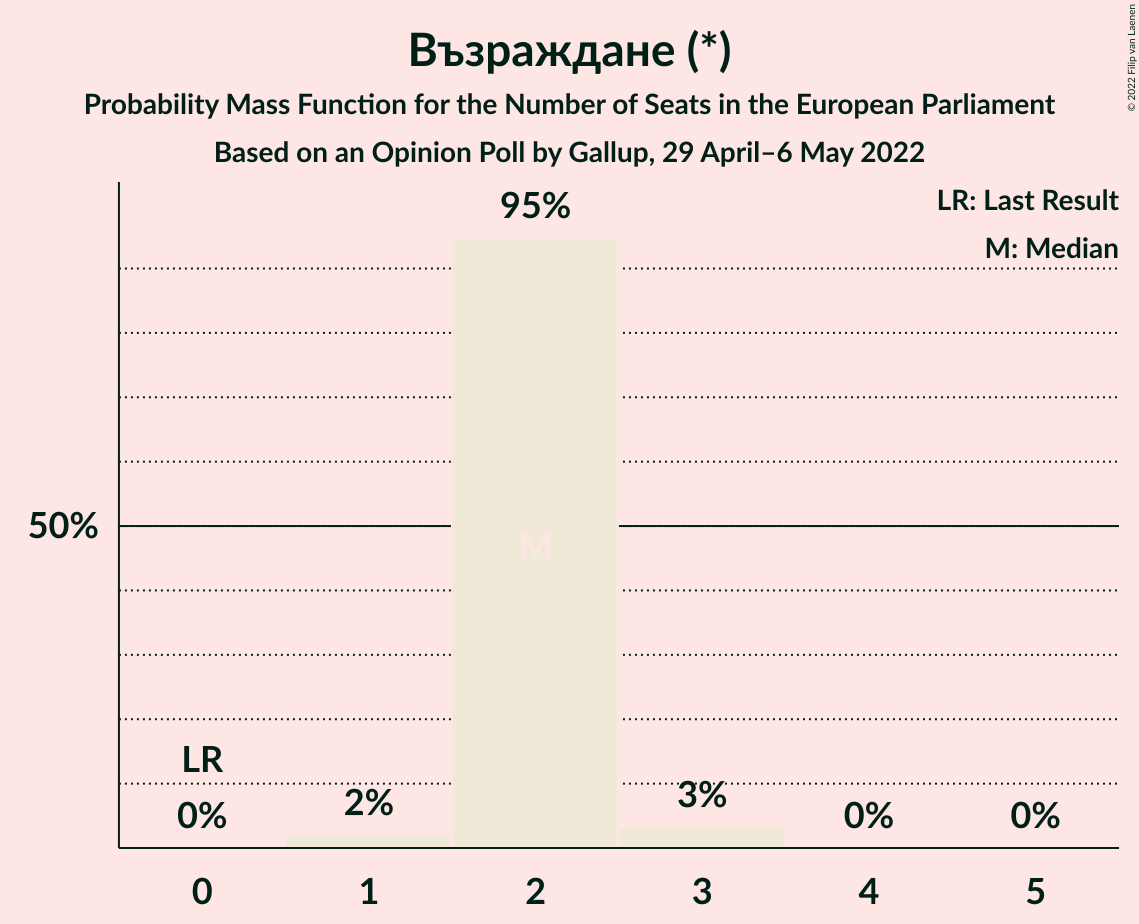 Възраждане (*)
Probability Mass Function for the Number of Seats in the European Parliament
Based on an Opinion Poll by Gallup, 29 April–6 May 2022
© 2022 Filip van Laenen
LR: Last Result
M: Median
95%
50%
M
LR
0%
2%
3%
0%
0%
0 1 2 3 4 5